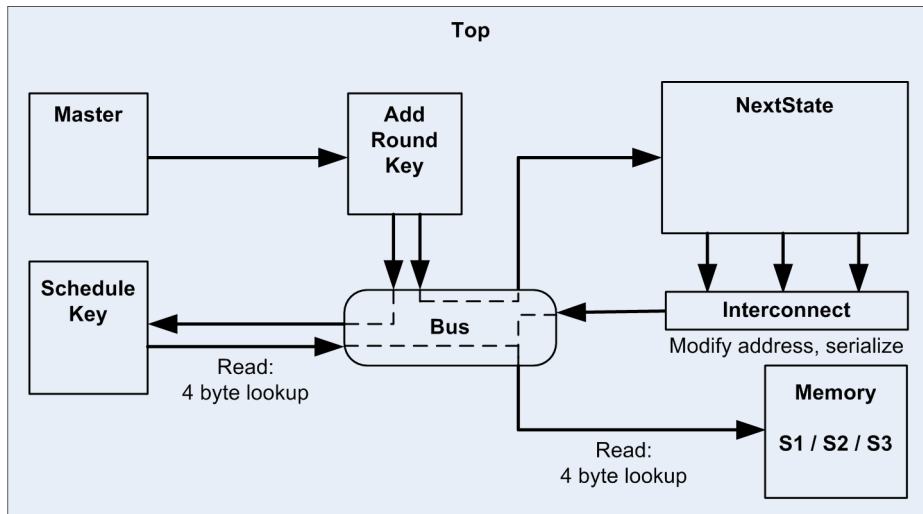 Top
Master
Add
Round
Key
NextState
Schedule
Key
Bus
Interconnect
Modify address, serialize
Read:
4 byte lookup
Memory
S1 / S2 / S3
Read:
4 byte lookup